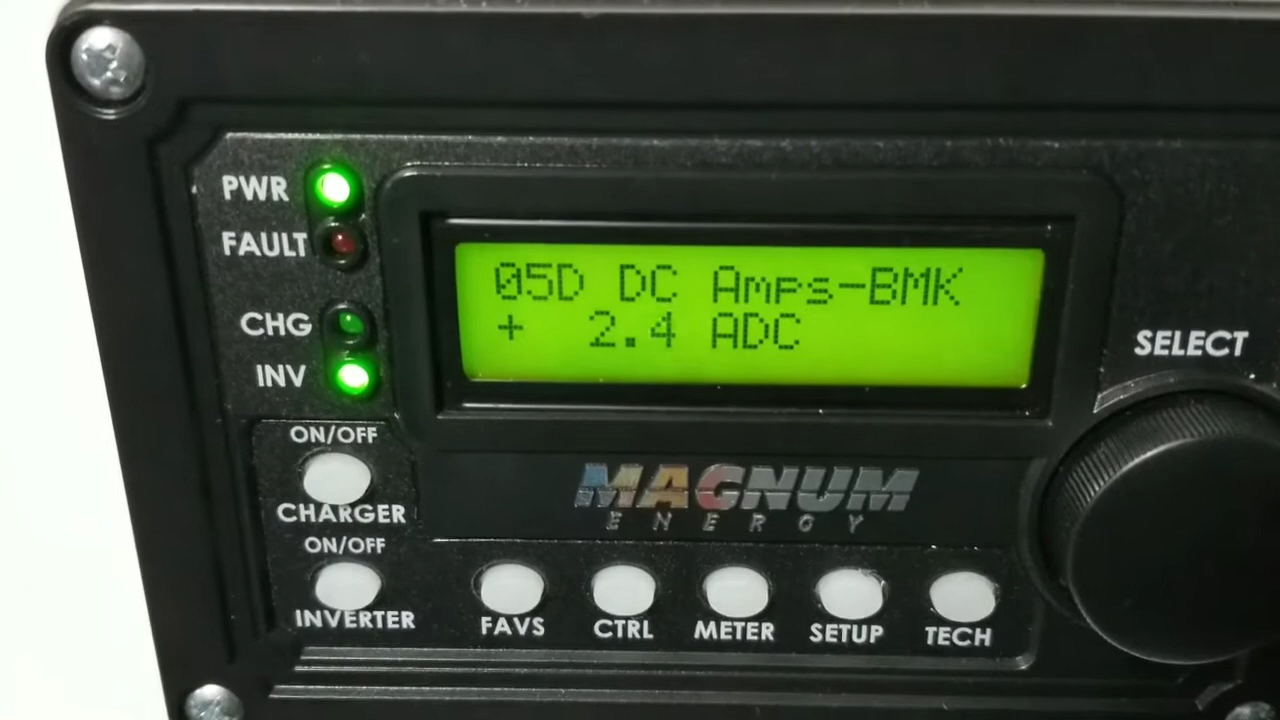 PWR
FAULT
CHG
INV
05D DC Amps-BMK
+ 2.4 ADC
SELECT
ON/OFF
CHARGER
ON/OFF
INVERTER
MAGNUM
ENERGY
FAVS
CTRL
METER
SETUP
TECH